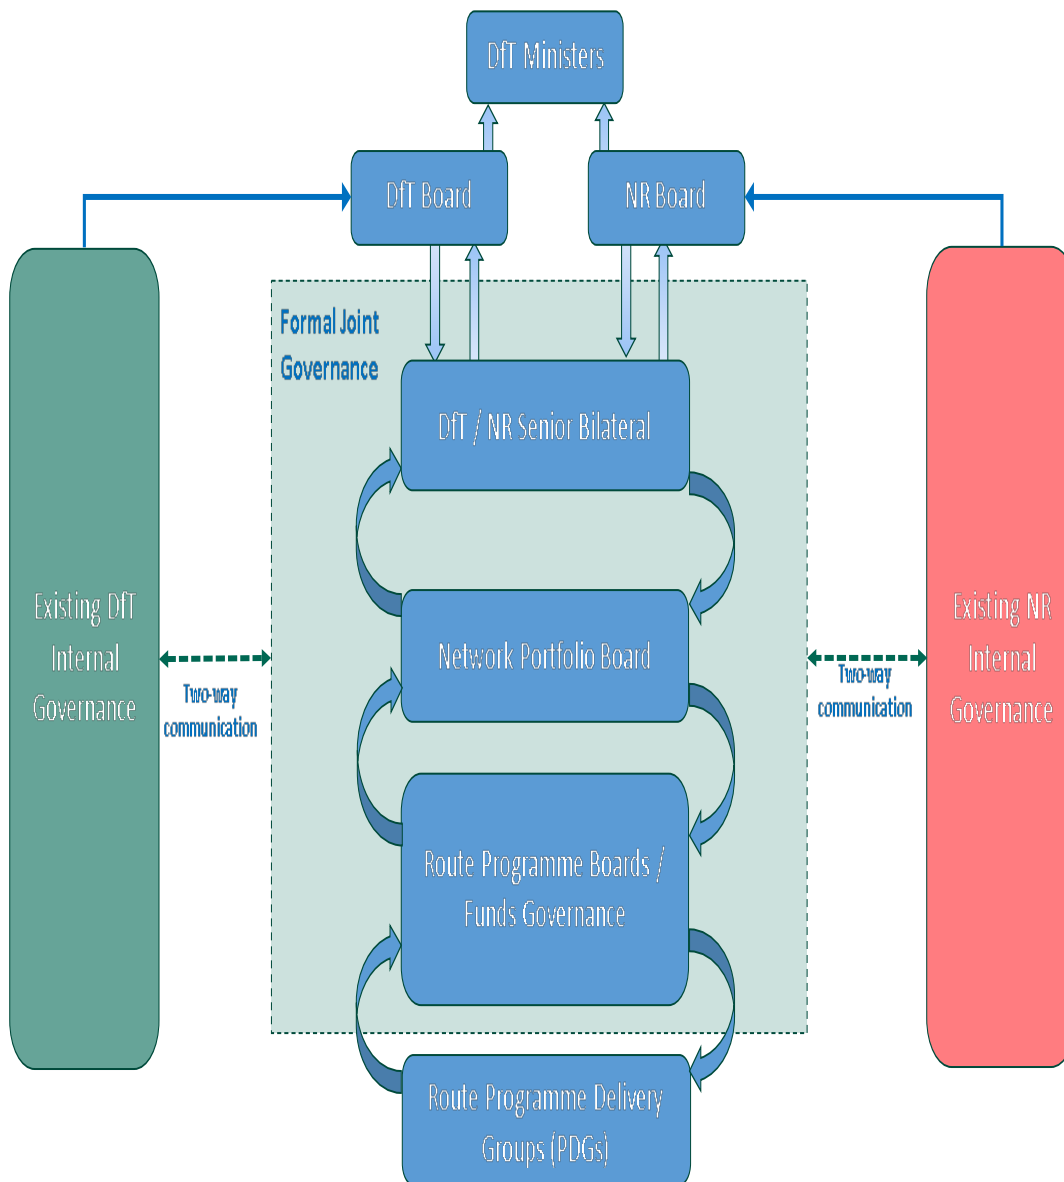 DfT Ministers
DfT Board
NR Board
Formal Joint
Governance
DfT / NR Senior Bilateral
Existing DfT
Internal
Governance
Two-way
communication
Network Portfolio Board
Two-way
communication
Existing NR
Internal
Governance
Route Programme Boards /
Funds Governance
Route Programme Delivery
Groups (PDGs)